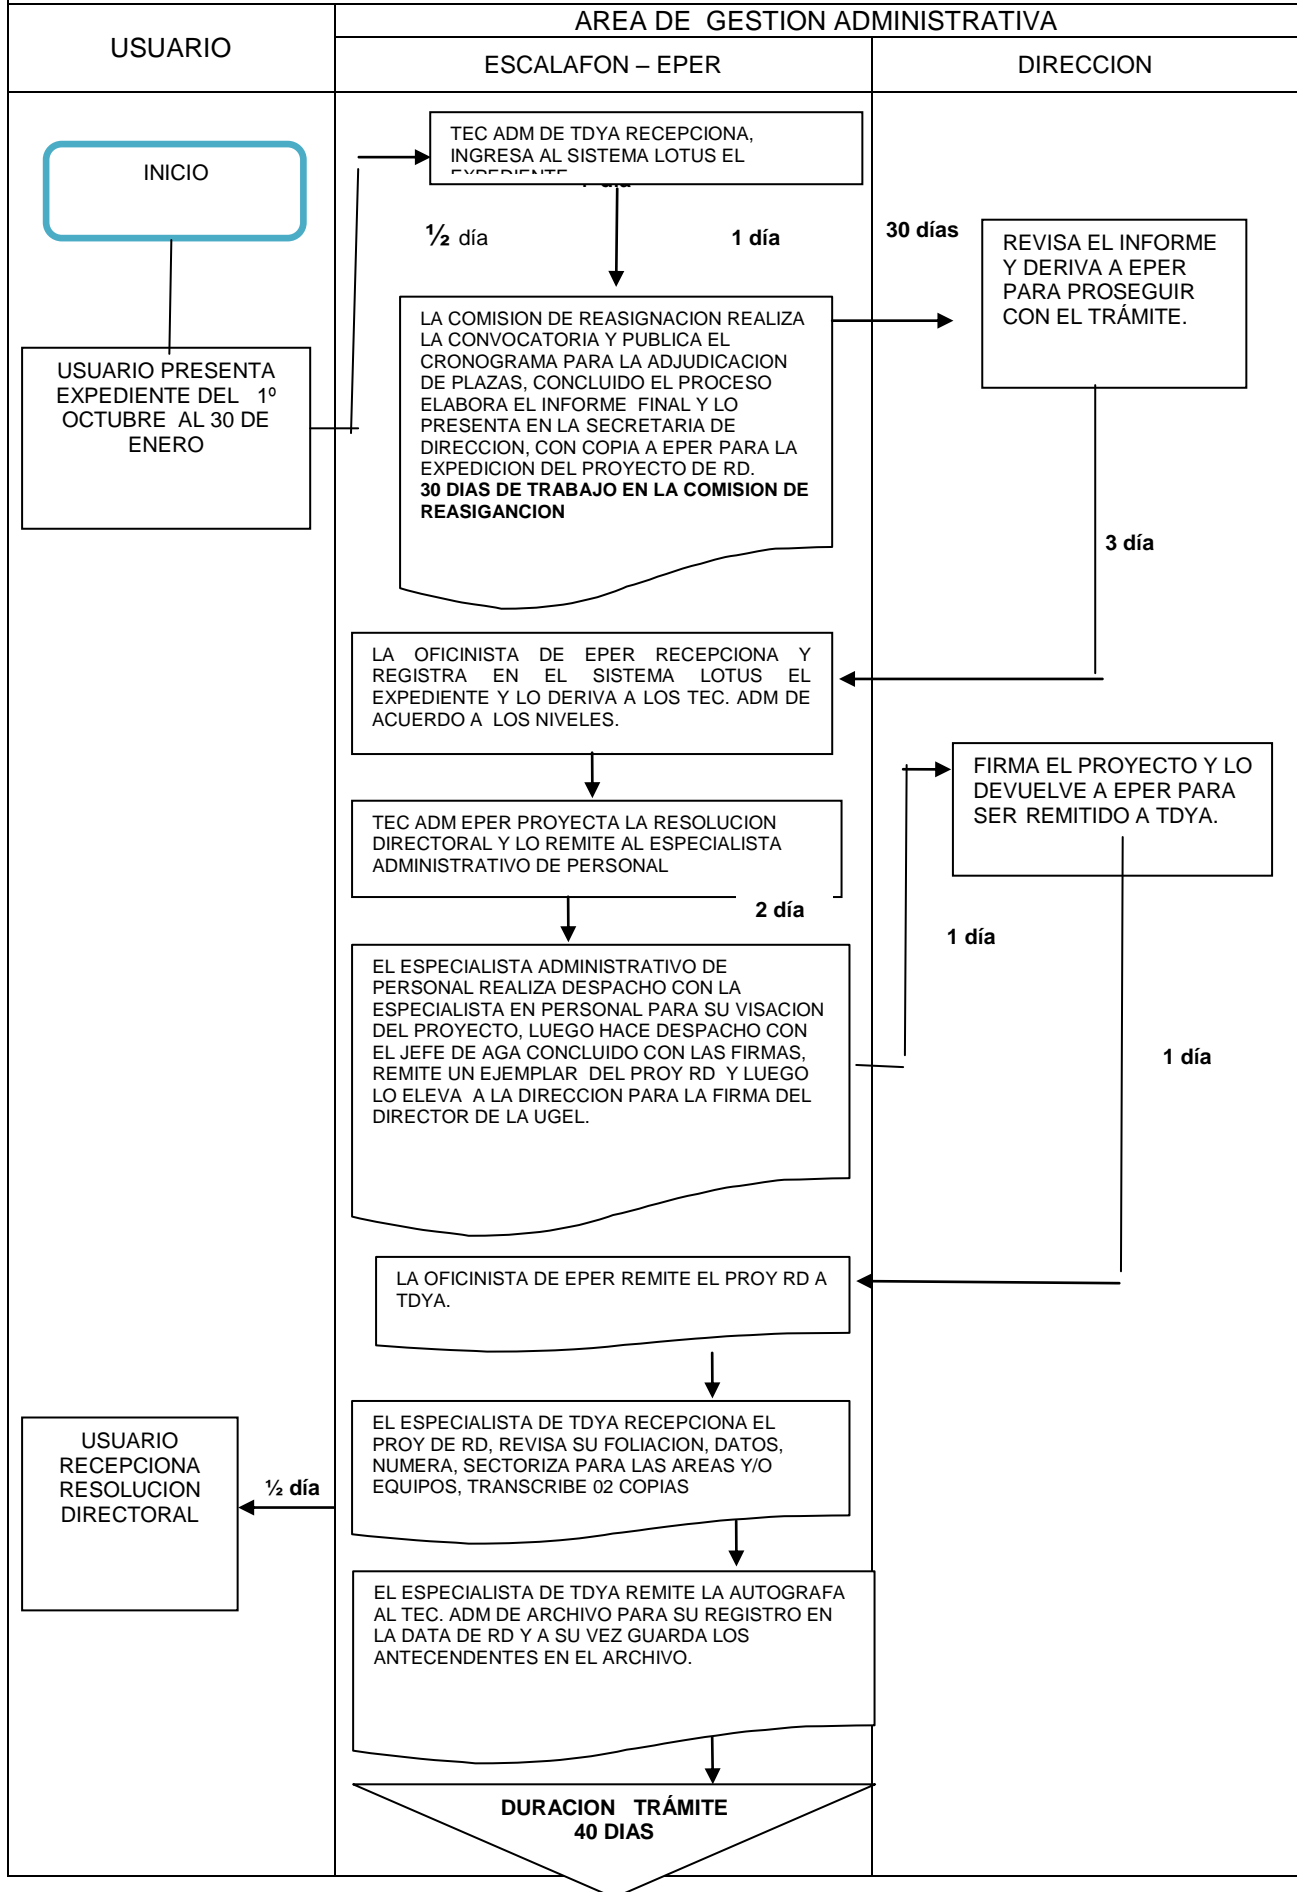 USUARIO
AREA DE GESTION ADMINISTRATIVA
ESCALAFON – EPER
DIRECCION
INICIO
TEC ADM DE TDYA RECEPCIONA,
INGRESA AL SISTEMA LOTUS EL
EXPEDIENTE
½ día
1 día
30 días
REVISA EL INFORME
Y DERIVA A EPER
PARA PROSEGUIR
CON EL TRÁMITE.
USUARIO PRESENTA
EXPEDIENTE DEL 1º
OCTUBRE AL 30 DE
ENERO
LA COMISION DE REASIGNACION REALIZA
LA CONVOCATORIA Y PUBLICA EL
CRONOGRAMA PARA LA ADJUDICACION
DE PLAZAS, CONCLUIDO EL PROCESO
ELABORA EL INFORME FINAL Y LO
PRESENTA EN LA SECRETARIA DE
DIRECCION, CON COPIA A EPER PARA LA
EXPEDICION DEL PROYECTO DE RD.
30 DIAS DE TRABAJO EN LA COMISION DE
REASIGANCION
3 día
LA OFICINISTA DE EPER RECEPCIONA Y
REGISTRA EN EL SISTEMA LOTUS EL
EXPEDIENTE Y LO DERIVA A LOS TEC. ADM DE
ACUERDO A LOS NIVELES.
FIRMA EL PROYECTO Y LO
DEVUELVE A EPER PARA
SER REMITIDO A TDYA.
TEC ADM EPER PROYECTA LA RESOLUCION
DIRECTORAL Y LO REMITE AL ESPECIALISTA
ADMINISTRATIVO DE PERSONAL
2 día
1 día
EL ESPECIALISTA ADMINISTRATIVO DE
PERSONAL REALIZA DESPACHO CON LA
ESPECIALISTA EN PERSONAL PARA SU VISACION
DEL PROYECTO, LUEGO HACE DESPACHO CON
EL JEFE DE AGA CONCLUIDO CON LAS FIRMAS,
REMITE UN EJEMPLAR DEL PROY RD Y LUEGO
LO ELEVA A LA DIRECCION PARA LA FIRMA DEL
DIRECTOR DE LA UGEL.
1 día
LA OFICINISTA DE EPER REMITE EL PROY RD A
TDYA.
EL ESPECIALISTA DE TDYA RECEPCIONA EL
PROY DE RD, REVISA SU FOLIACION, DATOS,
NUMERA, SECTORIZA PARA LAS AREAS Y/O
EQUIPOS, TRANSCRIBE 02 COPIAS
½ día
USUARIO
RECEPCIONA
RESOLUCION
DIRECTORAL
EL ESPECIALISTA DE TDYA REMITE LA AUTOGRAFA
AL TEC. ADM DE ARCHIVO PARA SU REGISTRO EN
LA DATA DE RD Y A SU VEZ GUARDA LOS
ANTECENDENTES EN EL ARCHIVO.
DURACION TRÁMITE
40 DIAS